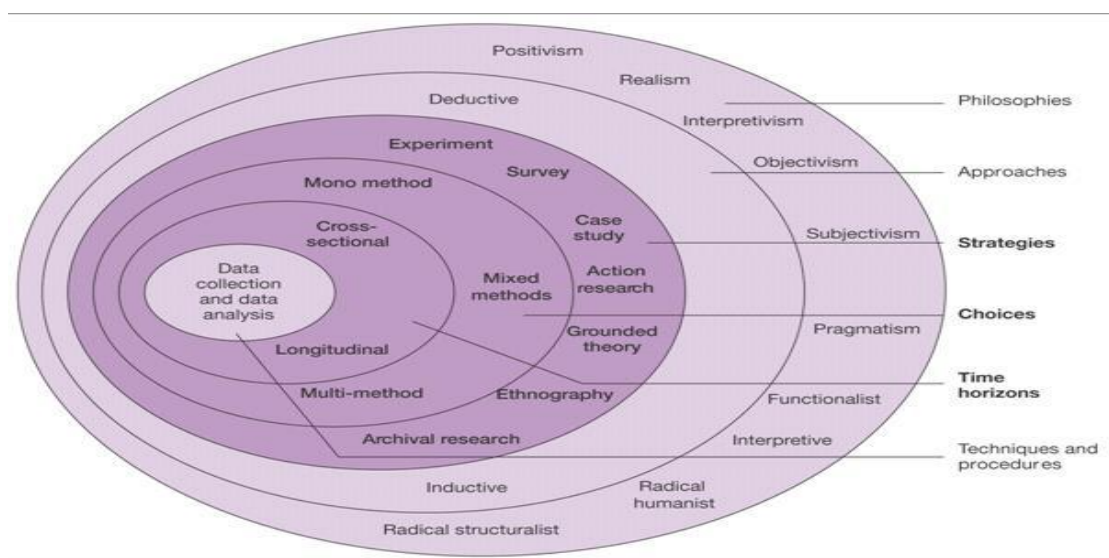 Positivism
Realism
Interpretivism
Objectivism
Subjectivism
Pragmatism
Functionalist
Interpretive
Radical
humanist
Radical structuralist
Deductive
Inductive
Experiment
Survey
Case
study
Action
research
Grounded
theory
Ethnography
Archival research
Mono method
Mixed
methods
Multi-method
Cross-
sectional
Longitudinal
Data
collection
and data
analysis
Philosophies
Approaches
Strategies
Choices
Time
horizons
Techniques and
procedures